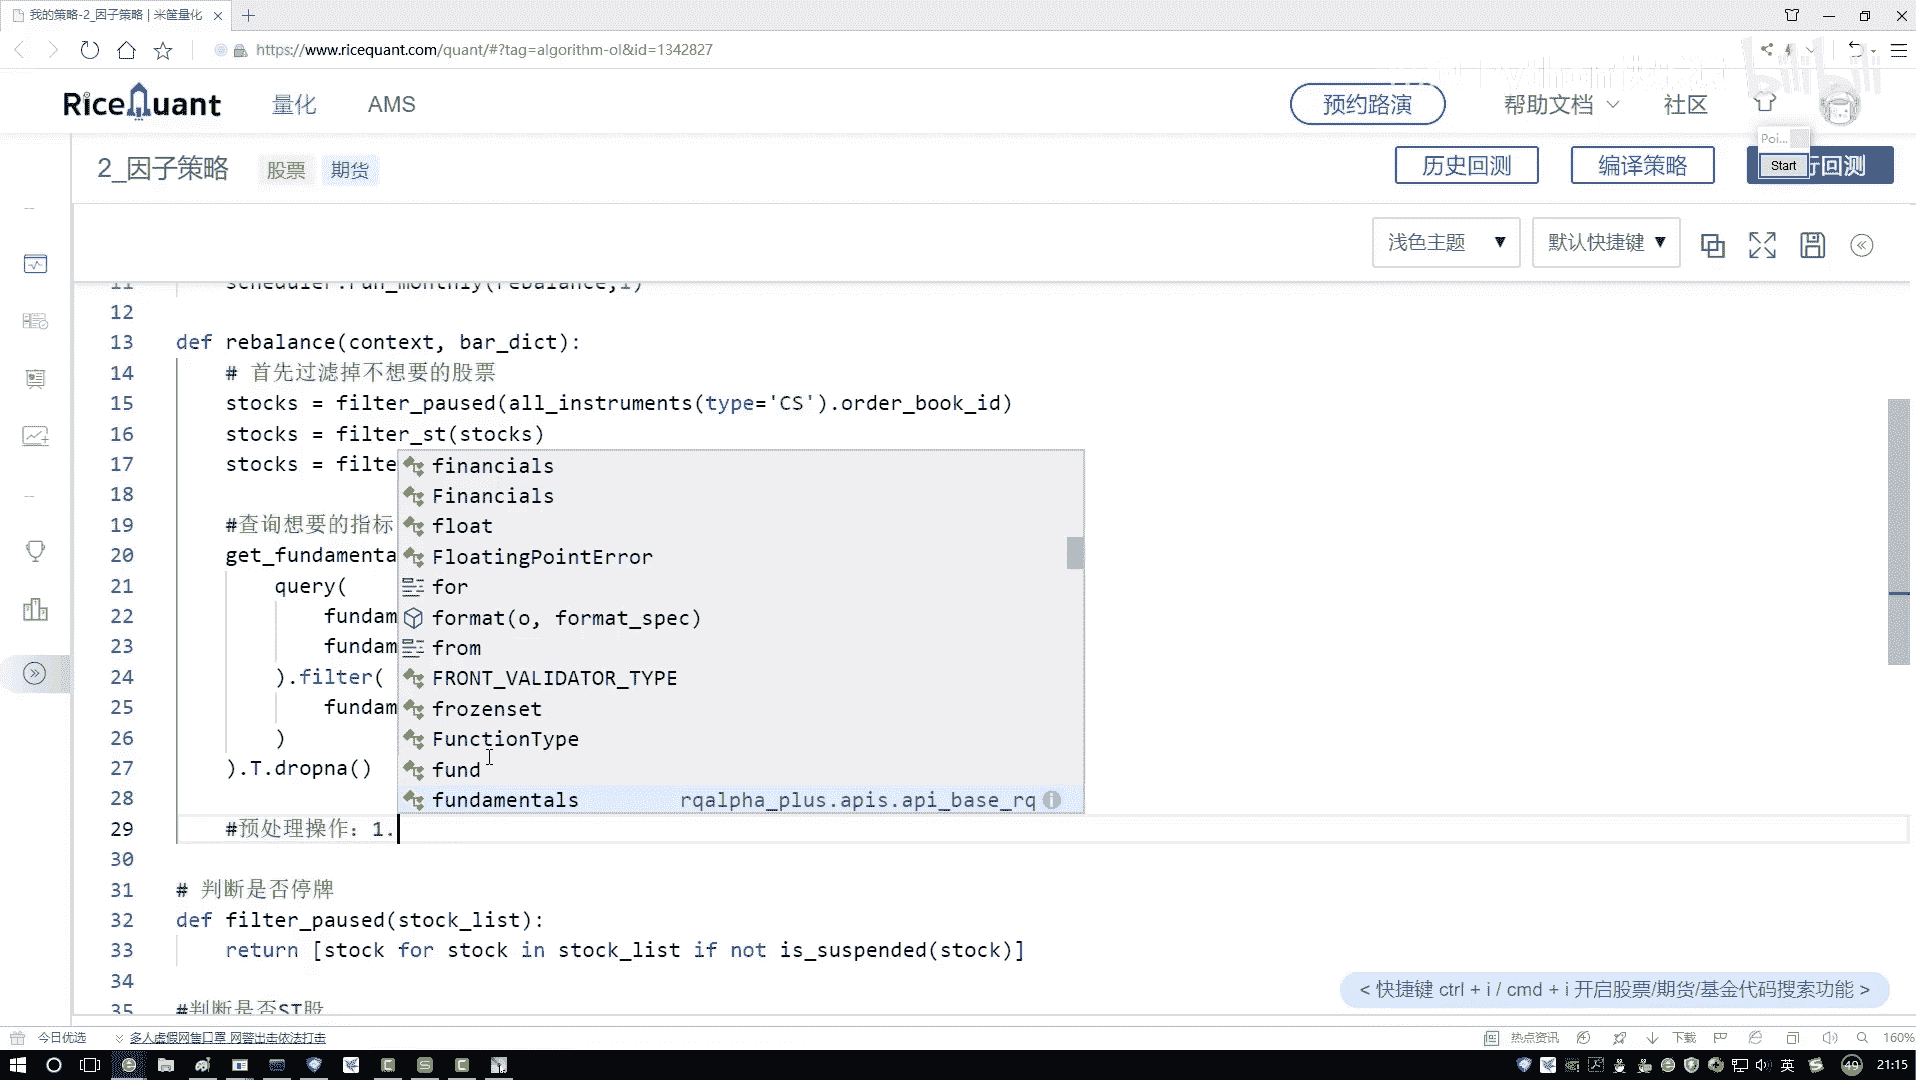 我的策略-2_因子策略 | 米筐量化
https://www.ricequant.com/quant/#?tag=algorithm-ol&id=1342827
bilibili
RiceQuant 量化 AMS 预约路演 帮助文档 社区
Poi...
2_因子策略 股票 期货 历史回测 编译策略 Start 行回测
浅色主题 ▼ 默认快捷键 ▼
11 scheduler.run_monthly(rebalance,1)
12
13 def rebalance(context, bar_dict):
14 # 首先过滤掉不想要的股票
15 stocks = filter_paused(all_instruments(type='CS').order_book_id)
16 stocks = filter_st(stocks)
17 stocks = filte
18
19 #查询想要的指标
20 get_fundamenta
21 query(
22 fundam
23 fundam
24 ).filter(
25 fundam
26 )
27 ).T.dropna()
28
29 #预处理操作：1.
financials
Financials
float
FloatingPointError
for
format(o, format_spec)
from
FRONT_VALIDATOR_TYPE
frozenset
FunctionType
fund
fundamentals rqalpha_plus.apis.api_base_rq
30
31 # 判断是否停牌
32 def filter_paused(stock_list):
33 return [stock for stock in stock_list if not is_suspended(stock)]
34
35 #判断是否ST股
< 快捷键 ctrl + i / cmd + i 开启股票/期货/基金代码搜索功能 >
今日优选 多人虚假网售口罩 网警出击依法打击 热点资讯 下载 160%
英 49 21:15